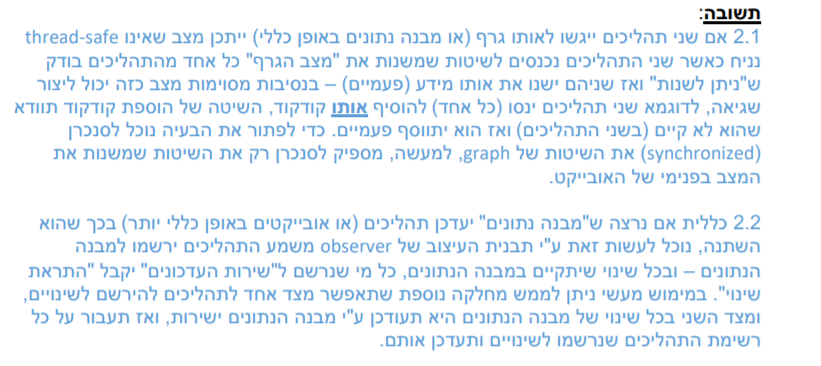 תשובה:
2.1 אם שני תהליכים ייגשו לאותו גרף (או מבנה נתונים באופן כללי) ייתכן מצב שאינו thread-safe
נניח כאשר שני התהליכים נכנסים לשיטות שמשנות את "מצב הגרף" כל אחד מהתהליכים בודק
ש"ניתן לשנות" ואז שניהם ישנו את אותו מידע (פעמיים) – בנסיבות מסוימות מצב כזה יכול ליצור
שגיאה, לדוגמא שני תהליכים ינסו (כל אחד) להוסיף אותו קודקוד, השיטה של הוספת קודקוד תוודא
שהוא לא קיים (בשני התהליכים) ואז הוא יתווסף פעמיים. כדי לפתור את הבעיה נוכל לסנכרן
(synchronized) את השיטות של graph, למעשה, מספיק לסנכרן רק את השיטות שמשנות את
המצב בפנימי של האובייקט.
2.2 כללית אם נרצה ש"מבנה נתונים" יעדכן תהליכים (או אובייקטים באופן כללי יותר) בכך שהוא
השתנה, נוכל לעשות זאת ע"י תבנית העיצוב של observer משמע התהליכים ירשמו למבנה
הנתונים – ובכל שינוי שיתקיים במבנה הנתונים, כל מי שנרשם ל"שירות העדכונים" יקבל "התראת
שינוי". במימוש מעשי ניתן לממש מחלקה נוספת שתאפשר מצד אחד לתהליכים להירשם לשינויים,
ומצד השני בכל שינוי של מבנה הנתונים היא תעודכן ע"י מבנה הנתונים ישירות, ואז תעבור על כל
רשימת התהליכים שנרשמו לשינויים ותעדכן אותם.